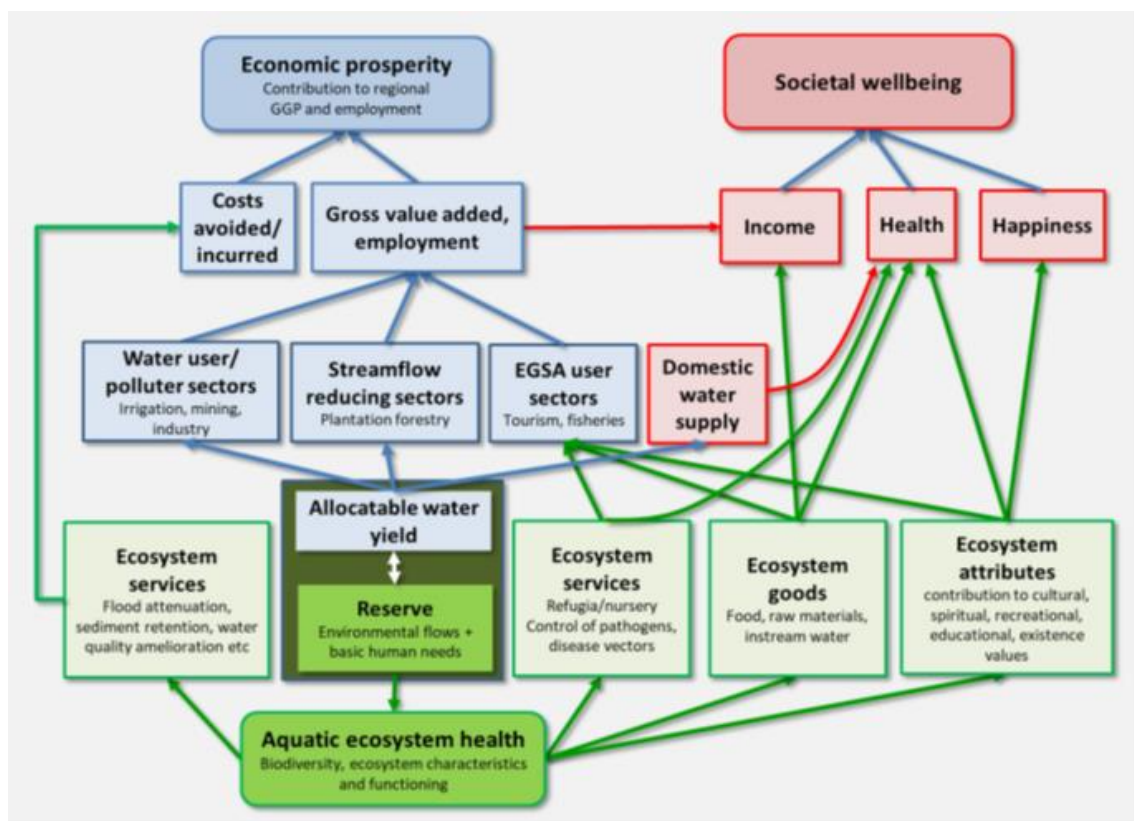 Economic prosperity
Contribution to regional
GGP and employment
Societal wellbeing
Costs
avoided/
incurred
Gross value added,
employment
Income
Health
Happiness
Water user/
polluter sectors
Irrigation, mining,
industry
Streamflow
reducing sectors
Plantation forestry
EGSA user
sectors
Tourism, fisheries
Domestic
water
supply
Allocatable water
yield
Reserve
Environmental flows +
basic human needs
Ecosystem
services
Flood attenuation,
sediment retention, water
quality amelioration etc
Ecosystem
services
Refugia/nursery
Control of pathogens,
disease vectors
Ecosystem
goods
Food, raw materials,
instream water
Ecosystem
attributes
contribution to cultural,
spiritual, recreational,
educational, existence
values
Aquatic ecosystem health
Biodiversity, ecosystem characteristics
and functioning